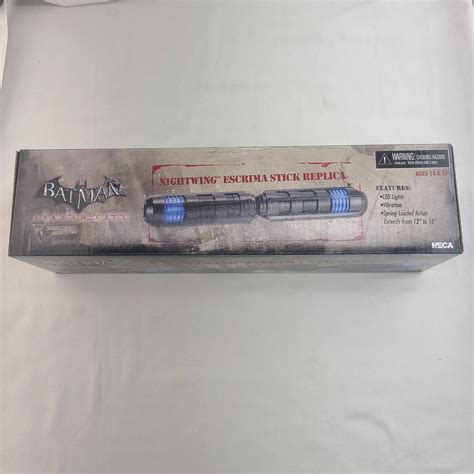 BATMAN
ARKHAM CITY
NIGHTWING™ ESCRIMA STICK REPLICA
WARNING: CHOKING HAZARD
AGES 14 & UP
FEATURES:
•LED Lights
•Vibration
•Spring-Loaded Action
Extends from 12" to 18"
NECA